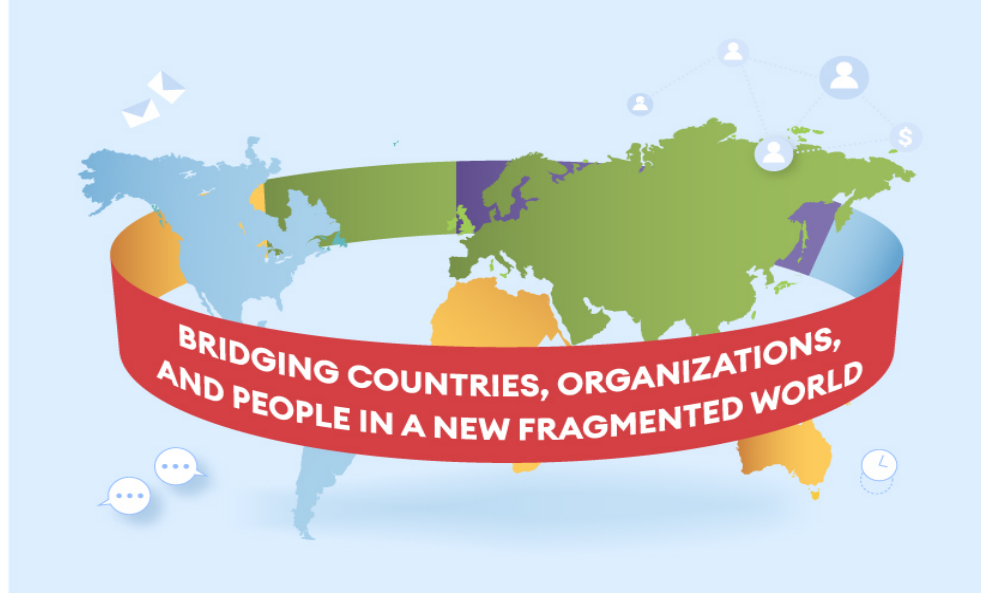 BRIDGING COUNTRIES, ORGANIZATIONS,
AND PEOPLE IN A NEW FRAGMENTED WORLD
$